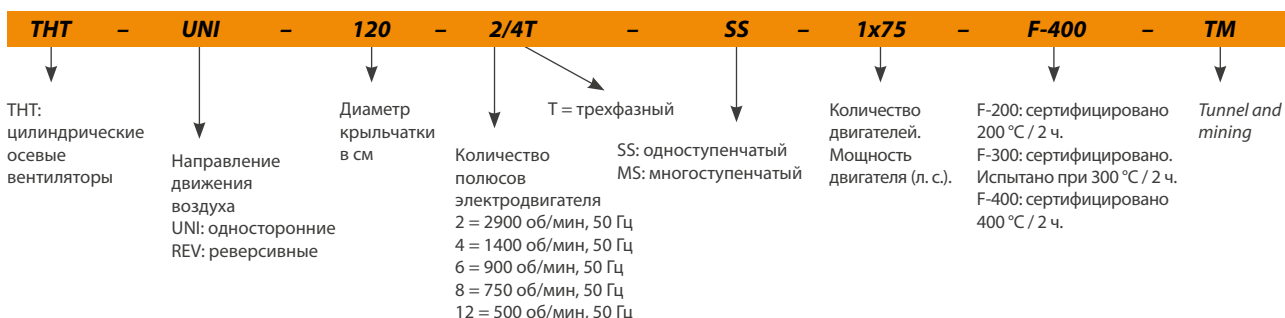 THT – UNI – 120 – 2/4T – SS – 1x75 – F-400 – TM
THT:
цилиндрические
осевые
вентиляторы
Направление
движения
воздуха
UNI: односторонние
REV: реверсивные
Диаметр
крыльчатки
в см
Количество
полюсов
электродвигателя
2 = 2900 об/мин, 50 Гц
4 = 1400 об/мин, 50 Гц
6 = 900 об/мин, 50 Гц
8 = 750 об/мин, 50 Гц
12 = 500 об/мин, 50 Гц
T = трехфазный
SS: одноступенчатый
MS: многоступенчатый
Количество
двигателей.
Мощность
двигателя (л. с.).
F-200: сертифицировано
200 °C / 2 ч.
F-300: сертифицировано.
Испытано при 300 °C / 2 ч.
F-400: сертифицировано
400 °C / 2 ч.
Tunnel and
mining